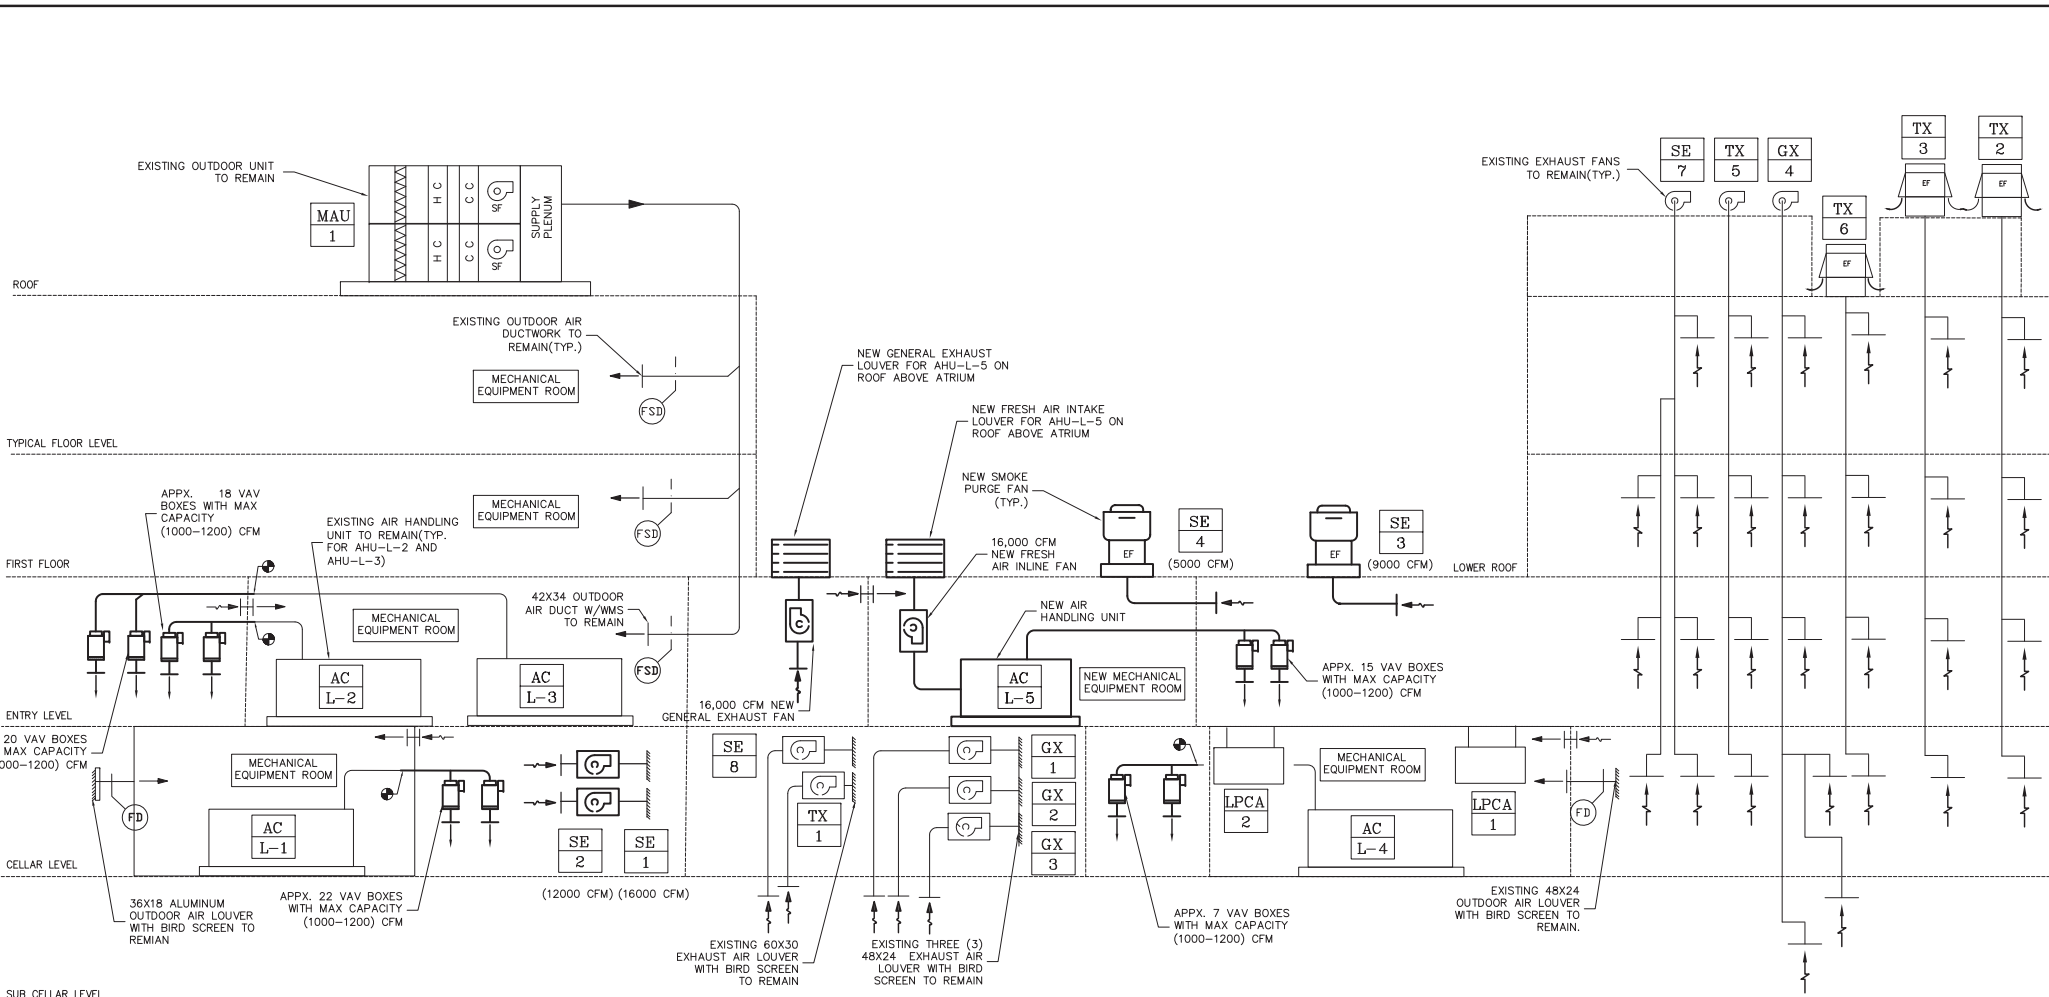 EXISTING OUTDOOR UNIT
TO REMAIN
MAU
1
H C
C C
SF
H C
C C
SF
SUPPLY
PLENUM
ROOF
EXISTING OUTDOOR AIR
DUCTWORK TO
REMAIN(TYP.)
MECHANICAL
EQUIPMENT ROOM
FSD
TYPICAL FLOOR LEVEL
MECHANICAL
EQUIPMENT ROOM
FSD
APPX. 18 VAV
BOXES WITH MAX
CAPACITY
(1000-1200) CFM
EXISTING AIR HANDLING
UNIT TO REMAIN(TYP.
FOR AHU-L-2 AND
AHU-L-3)
FIRST FLOOR
MECHANICAL
EQUIPMENT ROOM
42X34 OUTDOOR
AIR DUCT W/WMS
TO REMAIN
FSD
AC
L-2
AC
L-3
ENTRY LEVEL
20 VAV BOXES
MAX CAPACITY
000-1200) CFM
MECHANICAL
EQUIPMENT ROOM
FD
AC
L-1
CELLAR LEVEL
36X18 ALUMINUM
OUTDOOR AIR LOUVER
WITH BIRD SCREEN TO
REMIAN
APPX. 22 VAV BOXES
WITH MAX CAPACITY
(1000-1200) CFM
SE
2
SE
1
(12000 CFM)
(16000 CFM)
SUB CELLAR LEVEL
NEW GENERAL EXHAUST
LOUVER FOR AHU-L-5 ON
ROOF ABOVE ATRIUM
NEW FRESH AIR INTAKE
LOUVER FOR AHU-L-5 ON
ROOF ABOVE ATRIUM
NEW SMOKE
PURGE FAN
(TYP.)
16,000 CFM
NEW FRESH
AIR INLINE FAN
EF
SE
4
(5000 CFM)
EF
SE
3
(9000 CFM)
LOWER ROOF
NEW AIR
HANDLING UNIT
AC
L-5
NEW MECHANICAL
EQUIPMENT ROOM
APPX. 15 VAV BOXES
WITH MAX CAPACITY
(1000-1200) CFM
16,000 CFM NEW
GENERAL EXHAUST FAN
SE
8
TX
1
GX
1
GX
2
GX
3
EXISTING 60X30
EXHAUST AIR LOUVER
WITH BIRD SCREEN
TO REMAIN
EXISTING THREE (3)
48X24 EXHAUST AIR
LOUVER WITH BIRD
SCREEN TO REMAIN
LPCA
2
MECHANICAL
EQUIPMENT ROOM
LPCA
1
AC
L-4
FD
APPX. 7 VAV BOXES
WITH MAX CAPACITY
(1000-1200) CFM
EXISTING 48X24
OUTDOOR AIR LOUVER
WITH BIRD SCREEN TO
REMAIN.
EXISTING EXHAUST FANS
TO REMAIN(TYP.)
SE
7
TX
5
GX
4
TX
6
EF
TX
3
EF
TX
2
EF